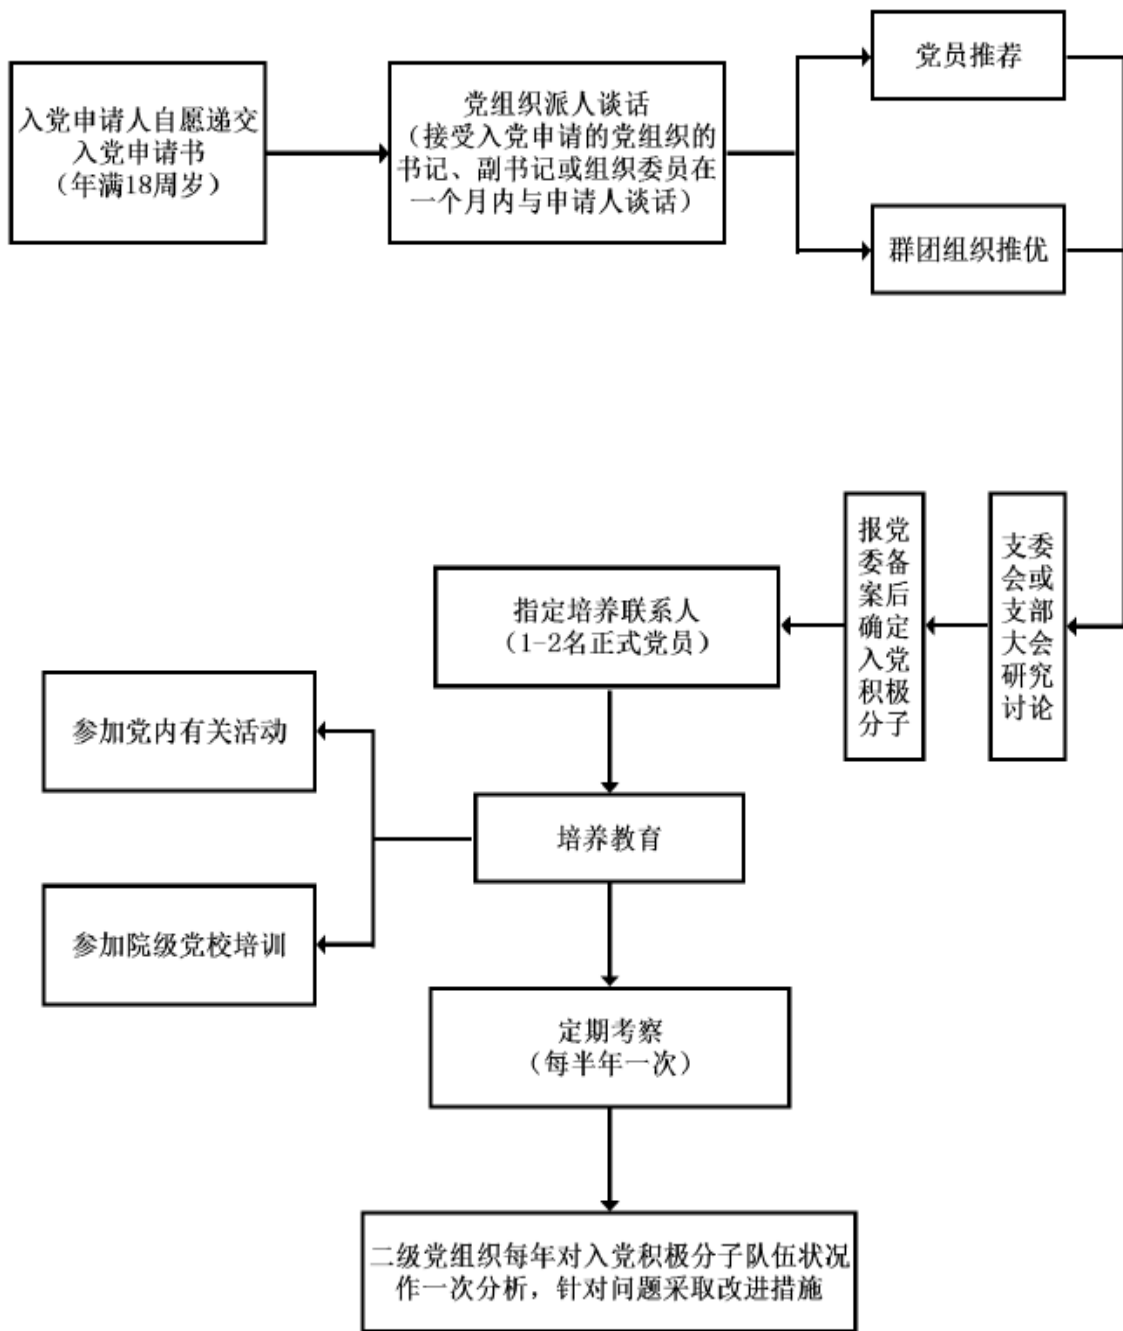 入党申请人自愿递交
入党申请书
（年满18周岁）
党组织派人谈话
（接受入党申请的党组织的
书记、副书记或组织委员在
一个月内与申请人谈话）
党员推荐
群团组织推优
支委
会或
支部
大会
研究
讨论
报党
委备
案后
确定
入党
积极
分子
指定培养联系人
（1-2名正式党员）
参加党内有关活动
培养教育
参加院级党校培训
定期考察
（每半年一次）
二级党组织每年对入党积极分子队伍状况
作一次分析，针对问题采取改进措施